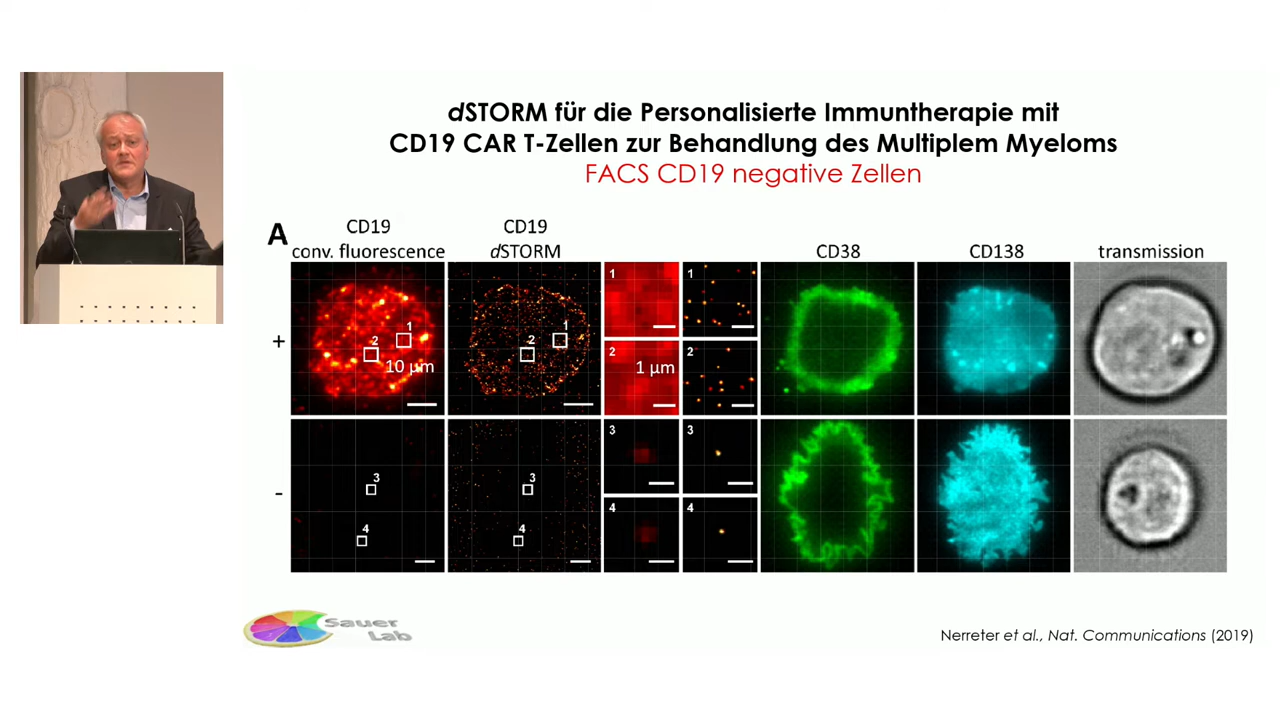 dSTORM für die Personalisierte Immuntherapie mit
CD19 CAR T-Zellen zur Behandlung des Multiplem Myeloms
FACS CD19 negative Zellen
A
CD19
conv. fluorescence
CD19
dSTORM
CD38
CD138
transmission
+
1
2
10 µm
1
2
1
1
2
1 µm
2
-
3
4
3
4
3
3
4
4
Sauer
Lab
Nerreter et al., Nat. Communications (2019)